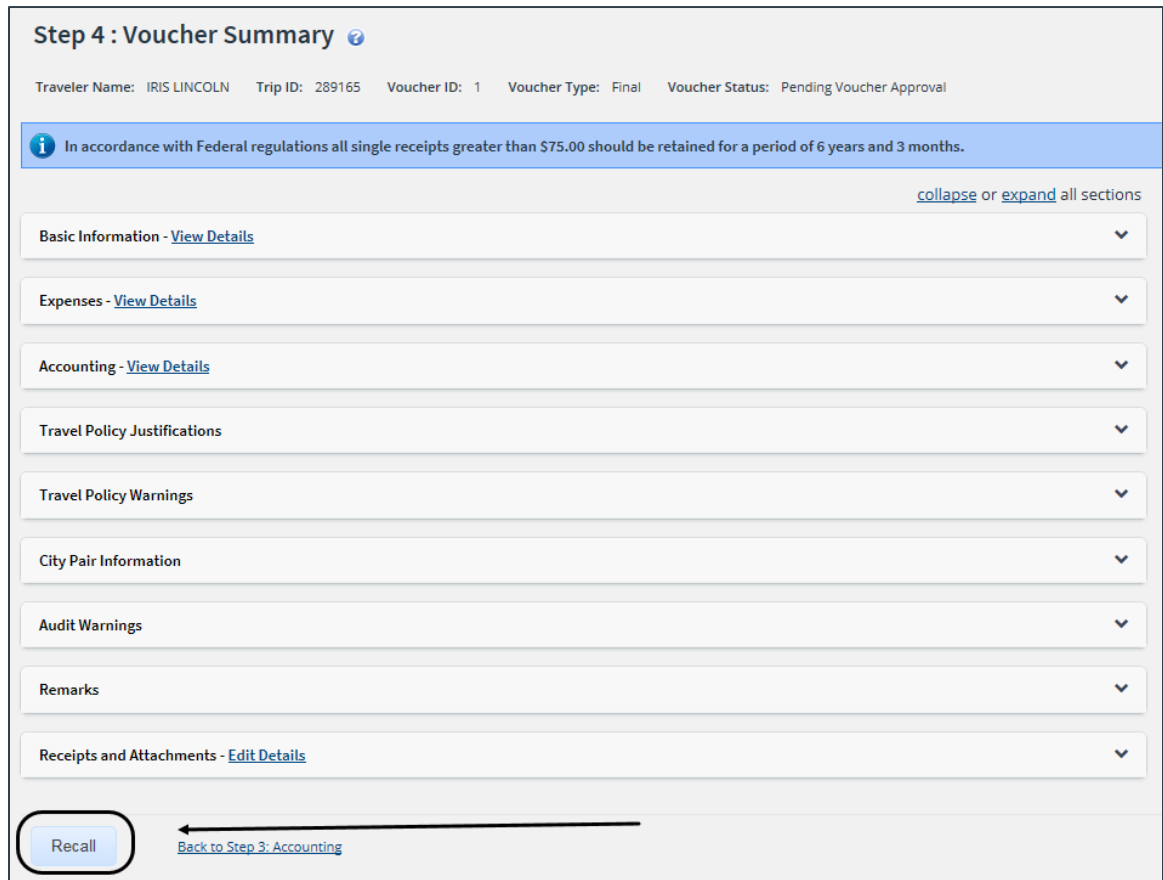 Step 4 : Voucher Summary ?
Traveler Name: IRIS LINCOLN Trip ID: 289165 Voucher ID: 1 Voucher Type: Final Voucher Status: Pending Voucher Approval
i In accordance with Federal regulations all single receipts greater than $75.00 should be retained for a period of 6 years and 3 months.
collapse or expand all sections
Basic Information - View Details
Expenses - View Details
Accounting - View Details
Travel Policy Justifications
Travel Policy Warnings
City Pair Information
Audit Warnings
Remarks
Receipts and Attachments - Edit Details
Recall Back to Step 3: Accounting